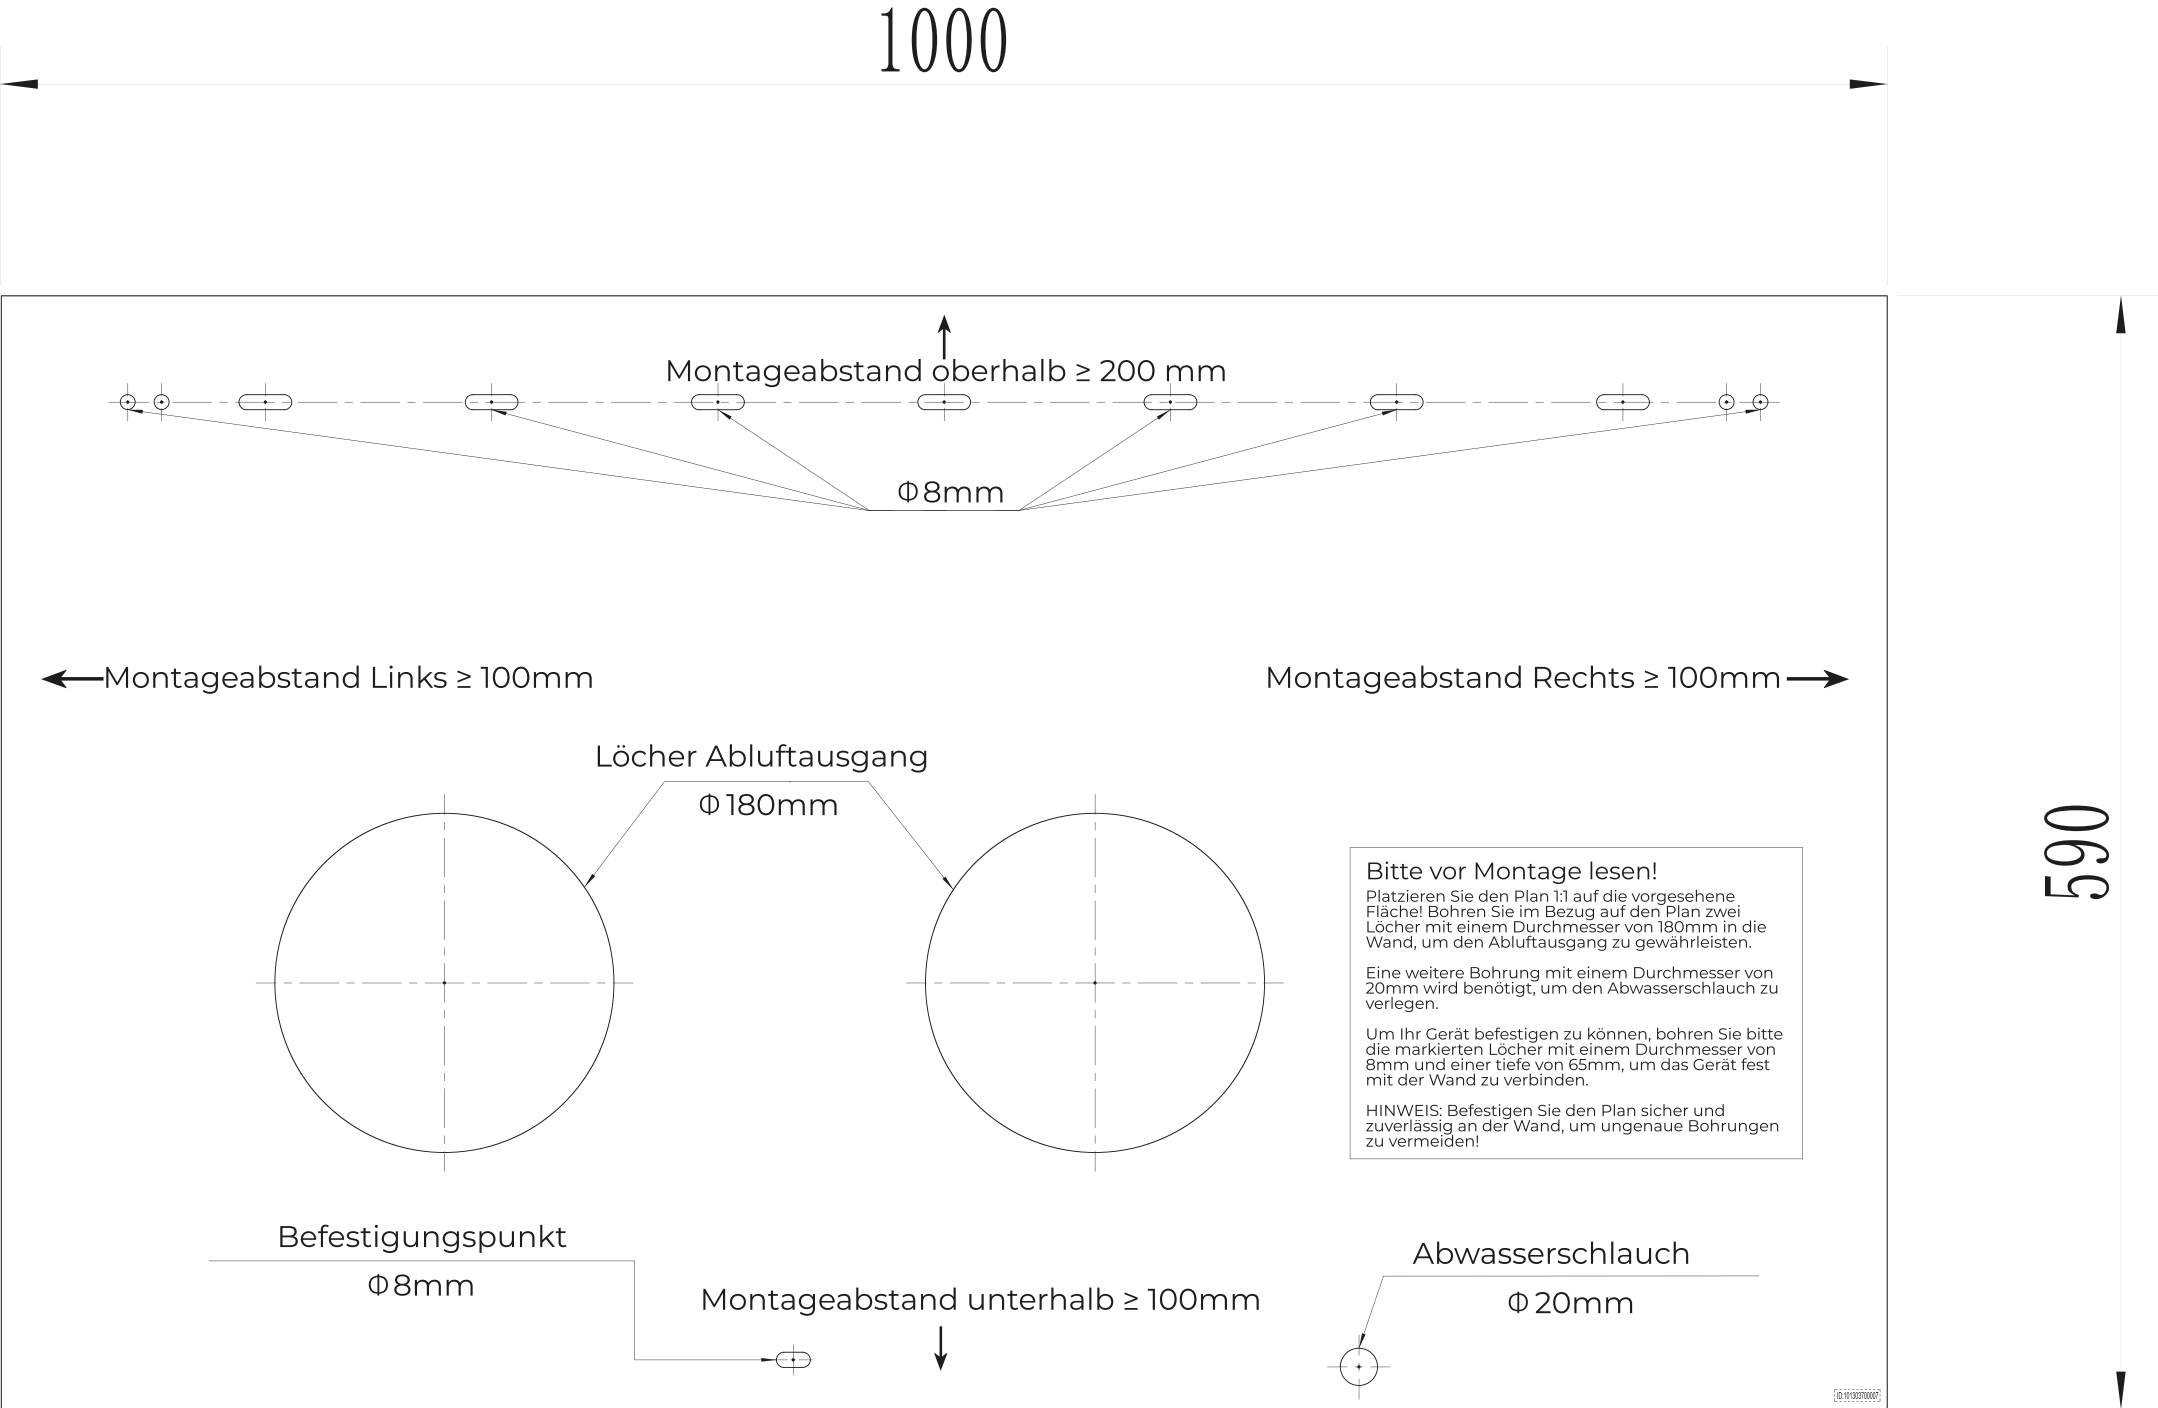 1000
Montageabstand oberhalb ≥ 200 mm
Φ8mm
Montageabstand Links ≥ 100mm
Montageabstand Rechts ≥ 100mm
Löcher Abluftausgang
Φ180mm
590
Bitte vor Montage lesen!
Platzieren Sie den Plan 1:1 auf die vorgesehene
Fläche! Bohren Sie im Bezug auf den Plan zwei
Löcher mit einem Durchmesser von 180mm in die
Wand, um den Abluftausgang zu gewährleisten.
Eine weitere Bohrung mit einem Durchmesser von
20mm wird benötigt, um den Abwasserschlauch zu
verlegen.
Um Ihr Gerät befestigen zu können, bohren Sie bitte
die markierten Löcher mit einem Durchmesser von
8mm und einer tiefe von 65mm, um das Gerät fest
mit der Wand zu verbinden.
HINWEIS: Befestigen Sie den Plan sicher und
zuverlässig an der Wand, um ungenaue Bohrungen
zu vermeiden!
Befestigungspunkt
Φ8mm
Abwasserschlauch
Φ20mm
Montageabstand unterhalb ≥ 100mm
ID:101303700007